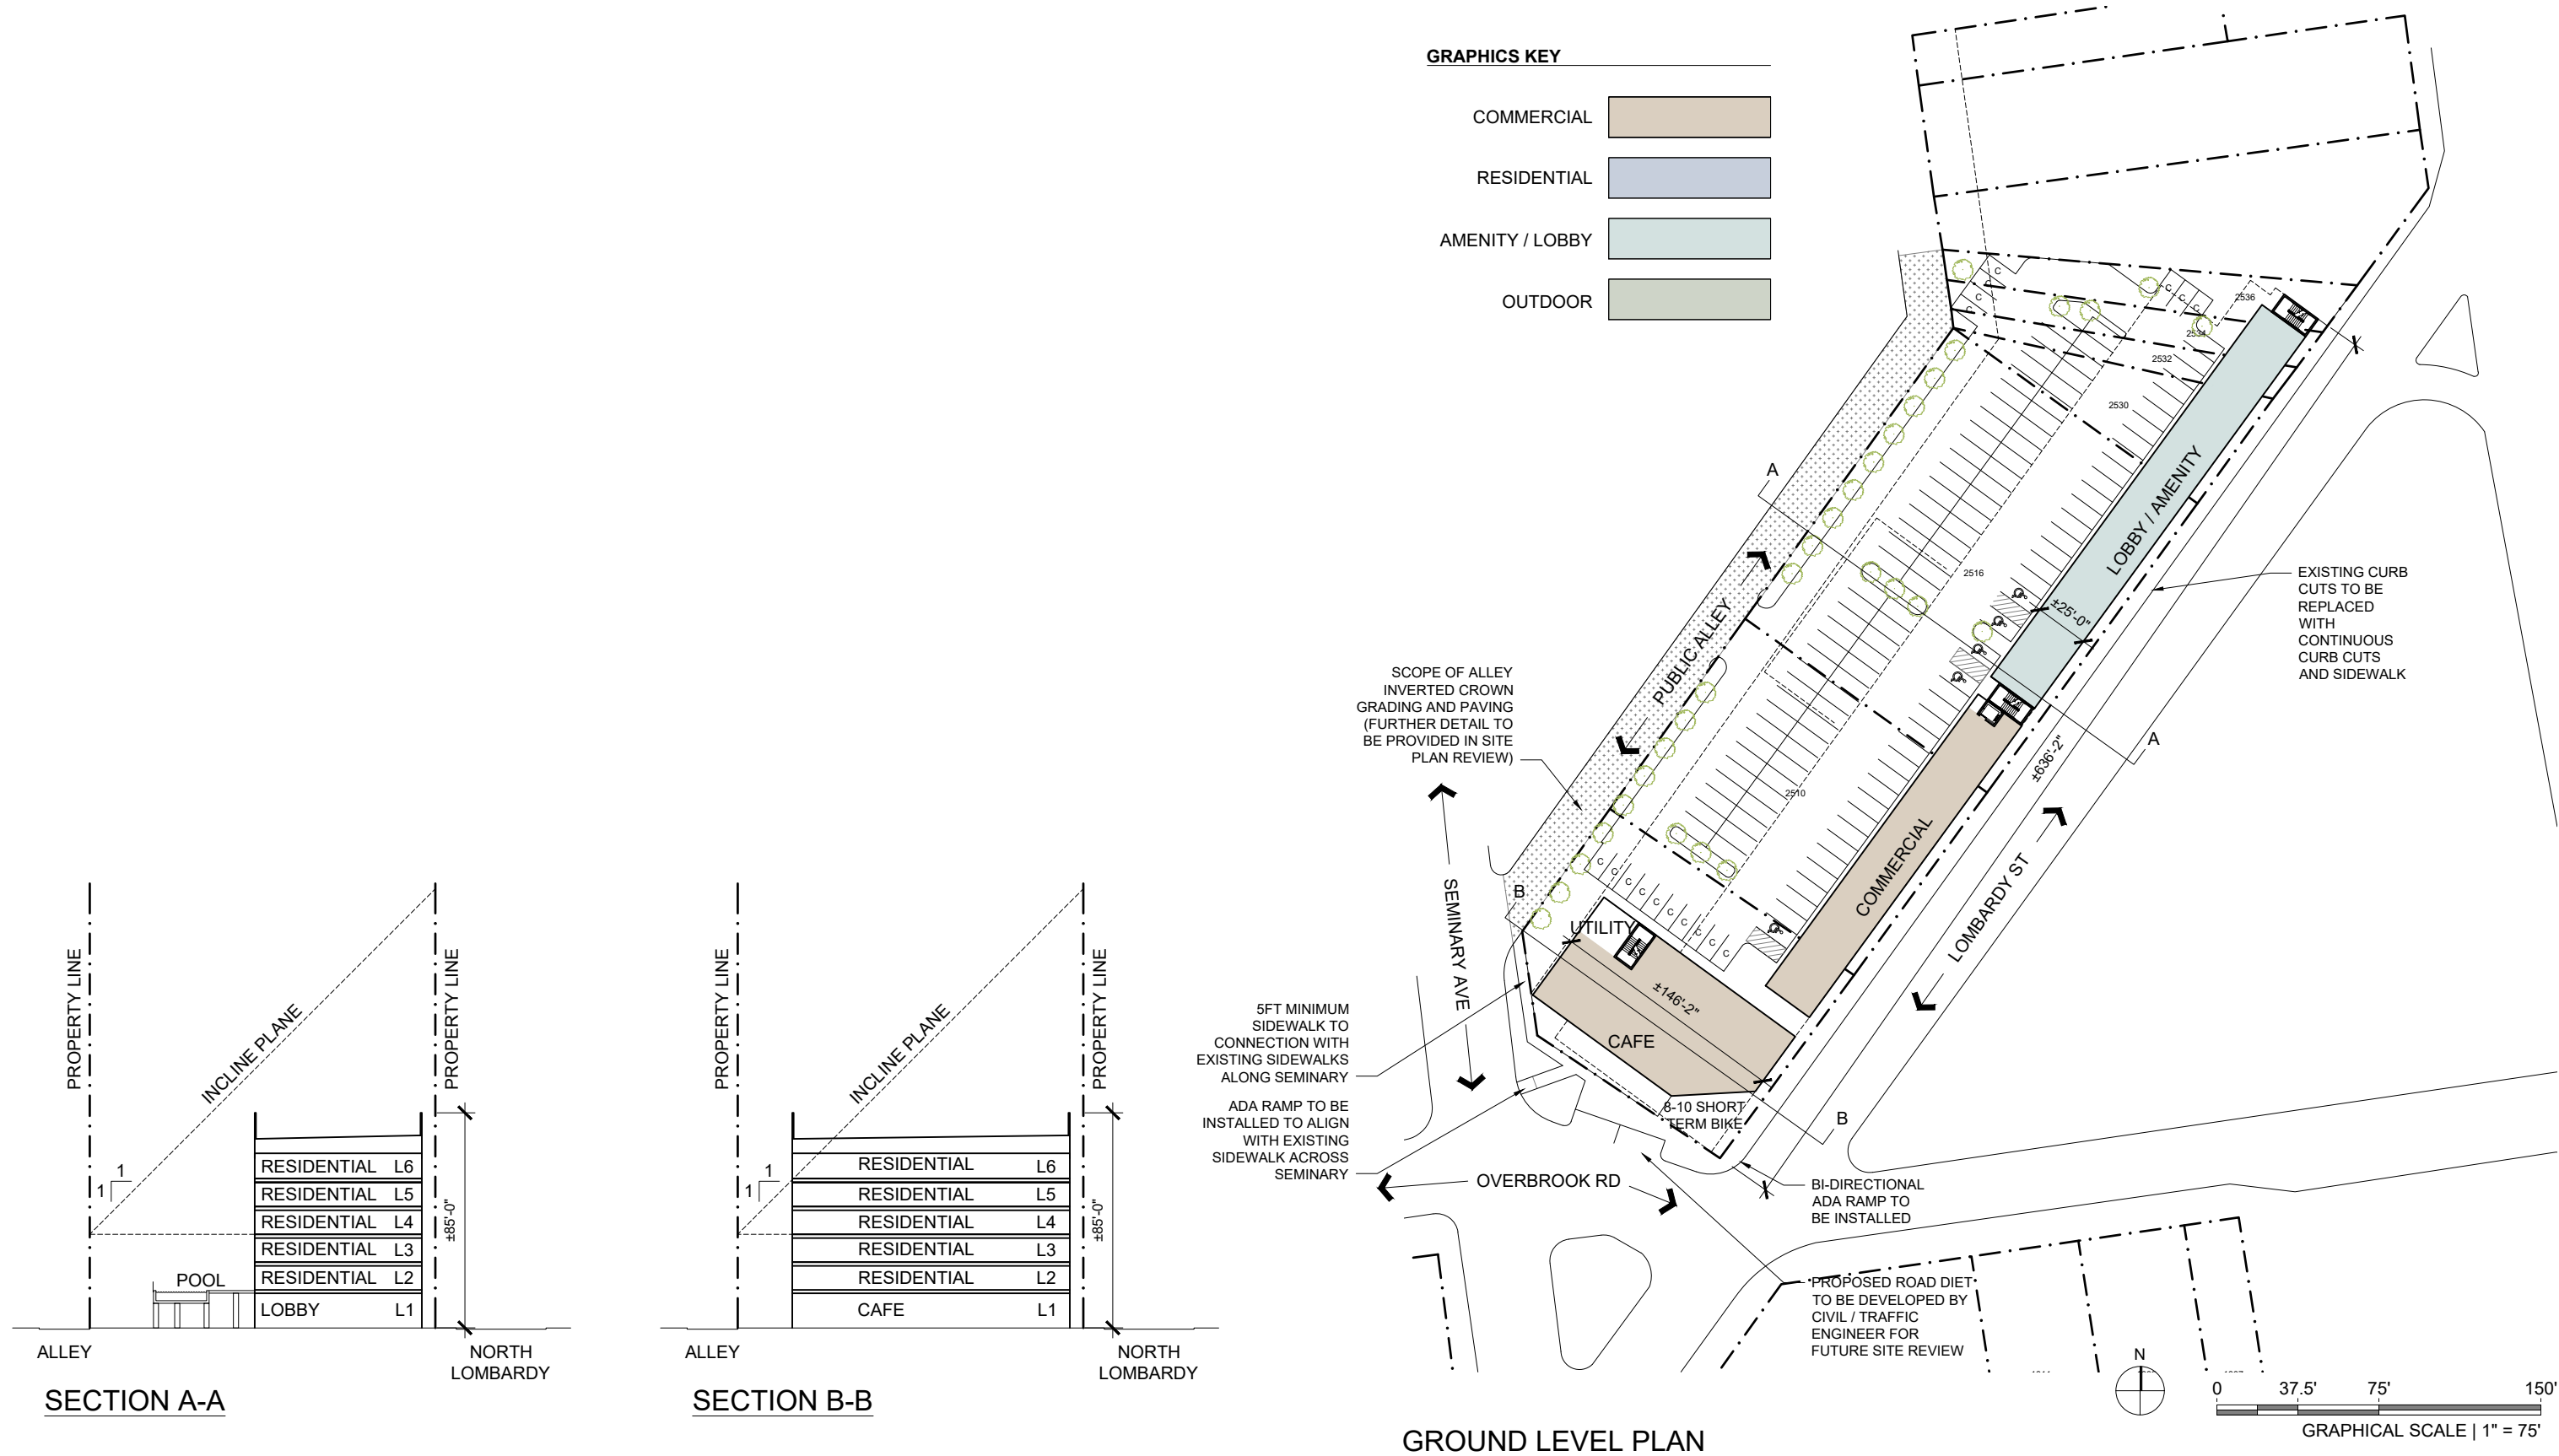 GRAPHICS KEY
COMMERCIAL
RESIDENTIAL
AMENITY / LOBBY
OUTDOOR
PROPERTY LINE
INCLINE PLANE
PROPERTY LINE
1
1
RESIDENTIAL L6
RESIDENTIAL L5
RESIDENTIAL L4
RESIDENTIAL L3
RESIDENTIAL L2
POOL
LOBBY L1
±85'-0"
ALLEY
NORTH
LOMBARDY
SECTION A-A
PROPERTY LINE
INCLINE PLANE
PROPERTY LINE
1
1
RESIDENTIAL L6
RESIDENTIAL L5
RESIDENTIAL L4
RESIDENTIAL L3
RESIDENTIAL L2
CAFE L1
±85'-0"
ALLEY
NORTH
LOMBARDY
SECTION B-B
C
C
C
C
C
C
C
2536
2534
2532
2530
2516
2510
A
LOBBY / AMENITY
±25'-0"
EXISTING CURB
CUTS TO BE
REPLACED
WITH
CONTINUOUS
CURB CUTS
AND SIDEWALK
PUBLIC ALLEY
SCOPE OF ALLEY
INVERTED CROWN
GRADING AND PAVING
(FURTHER DETAIL TO
BE PROVIDED IN SITE
PLAN REVIEW)
A
±636'-2"
COMMERCIAL
LOMBARDY ST
SEMINARY AVE
B
C
C
C
C
C
C
C
C
C
C
UTILITY
±146'-2"
CAFE
5FT MINIMUM
SIDEWALK TO
CONNECTION WITH
EXISTING SIDEWALKS
ALONG SEMINARY
ADA RAMP TO BE
INSTALLED TO ALIGN
WITH EXISTING
SIDEWALK ACROSS
SEMINARY
8-10 SHORT
TERM BIKE
B
OVERBROOK RD
BI-DIRECTIONAL
ADA RAMP TO
BE INSTALLED
PROPOSED ROAD DIET
TO BE DEVELOPED BY
CIVIL / TRAFFIC
ENGINEER FOR
FUTURE SITE REVIEW
N
0 37.5' 75' 150'
GRAPHICAL SCALE | 1" = 75'
GROUND LEVEL PLAN